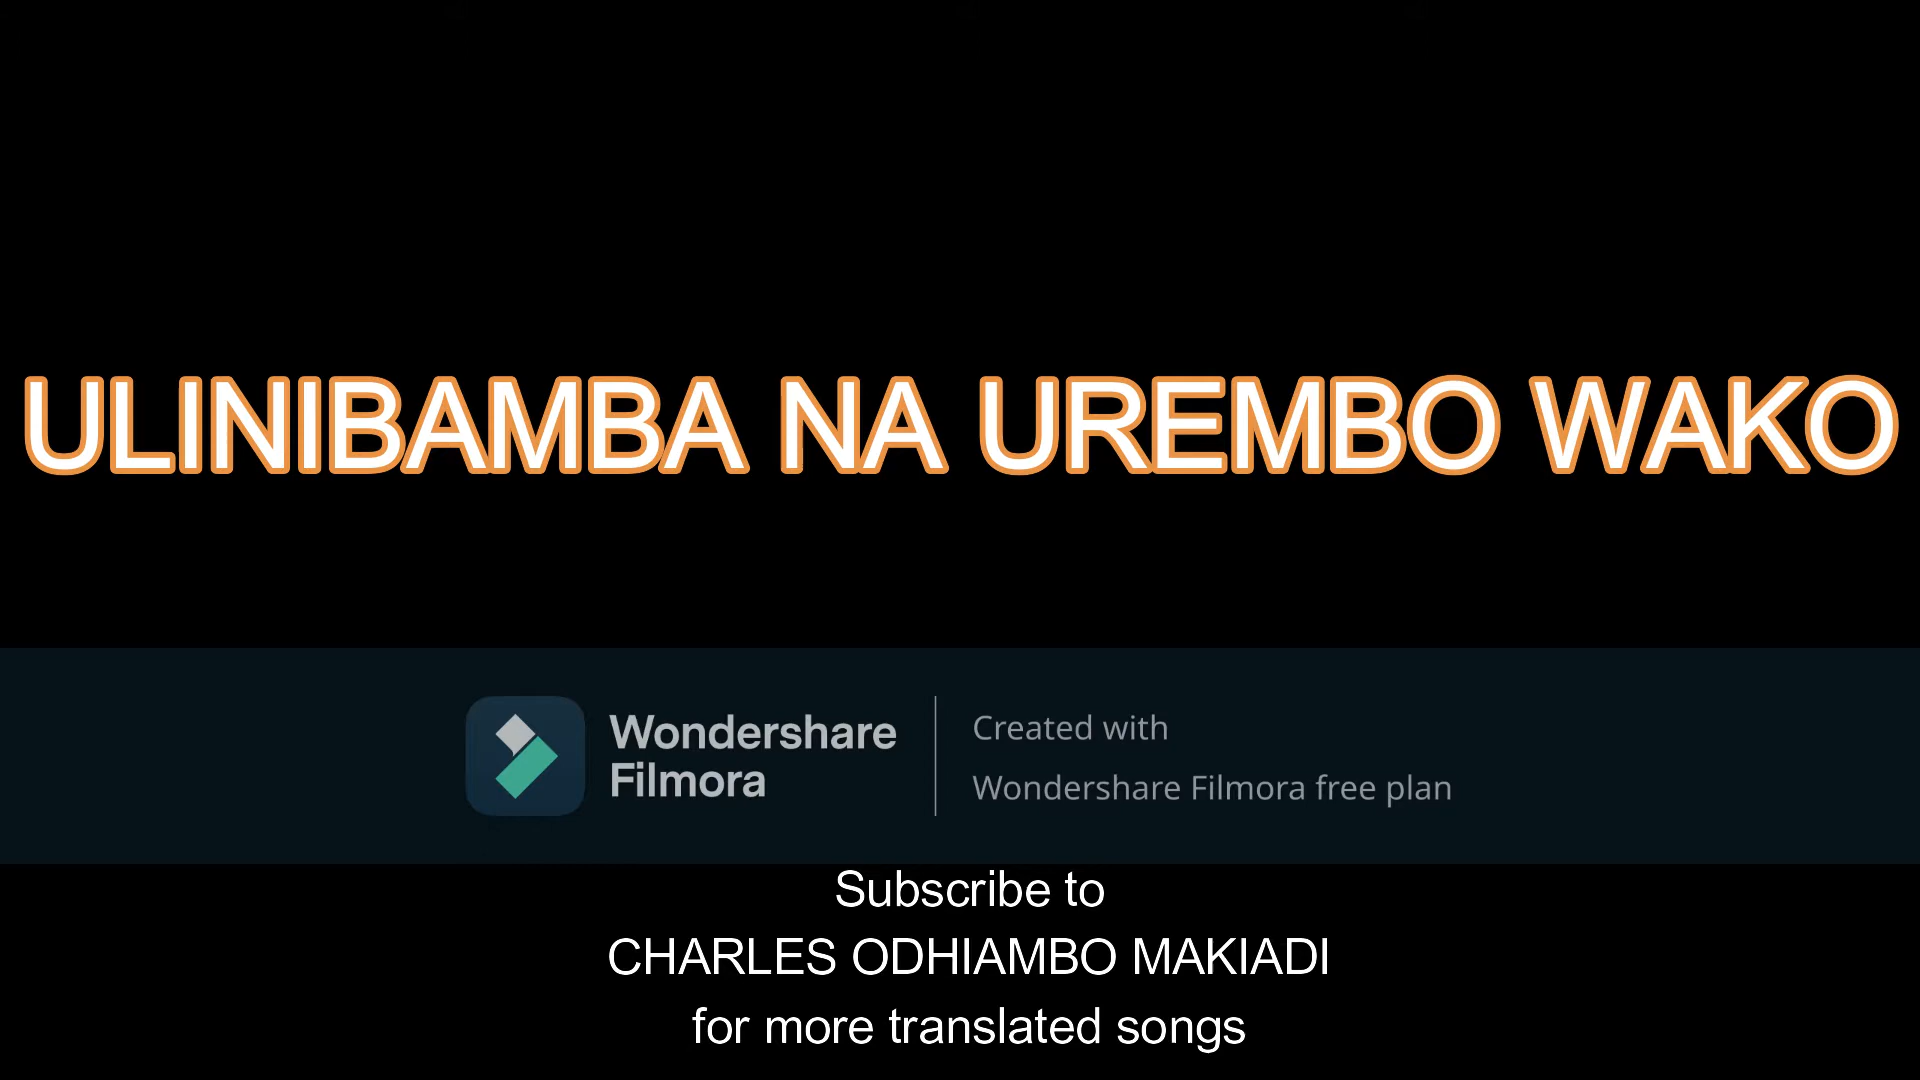 ULINIBAMBA NA UREMBO WAKO
Wondershare
Filmora
Created with
Wondershare Filmora free plan
Subscribe to
CHARLES ODHIAMBO MAKIADI
for more translated songs